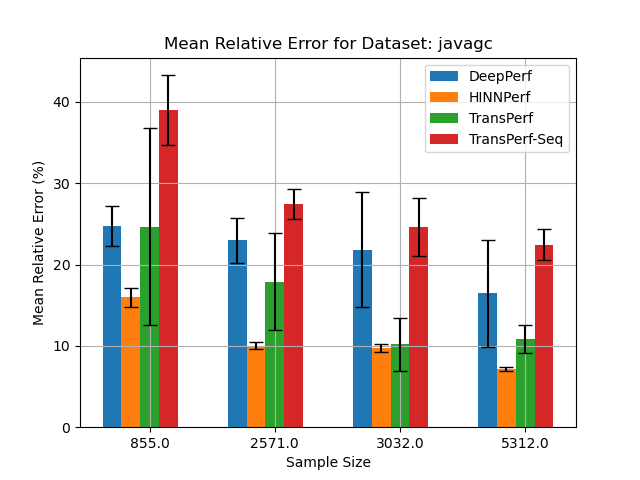 Mean Relative Error for Dataset: javagc
DeepPerf
HINNPerf
TransPerf
TransPerf-Seq
Mean Relative Error (%)
40
30
20
10
0
855.0 2571.0 3032.0 5312.0
Sample Size